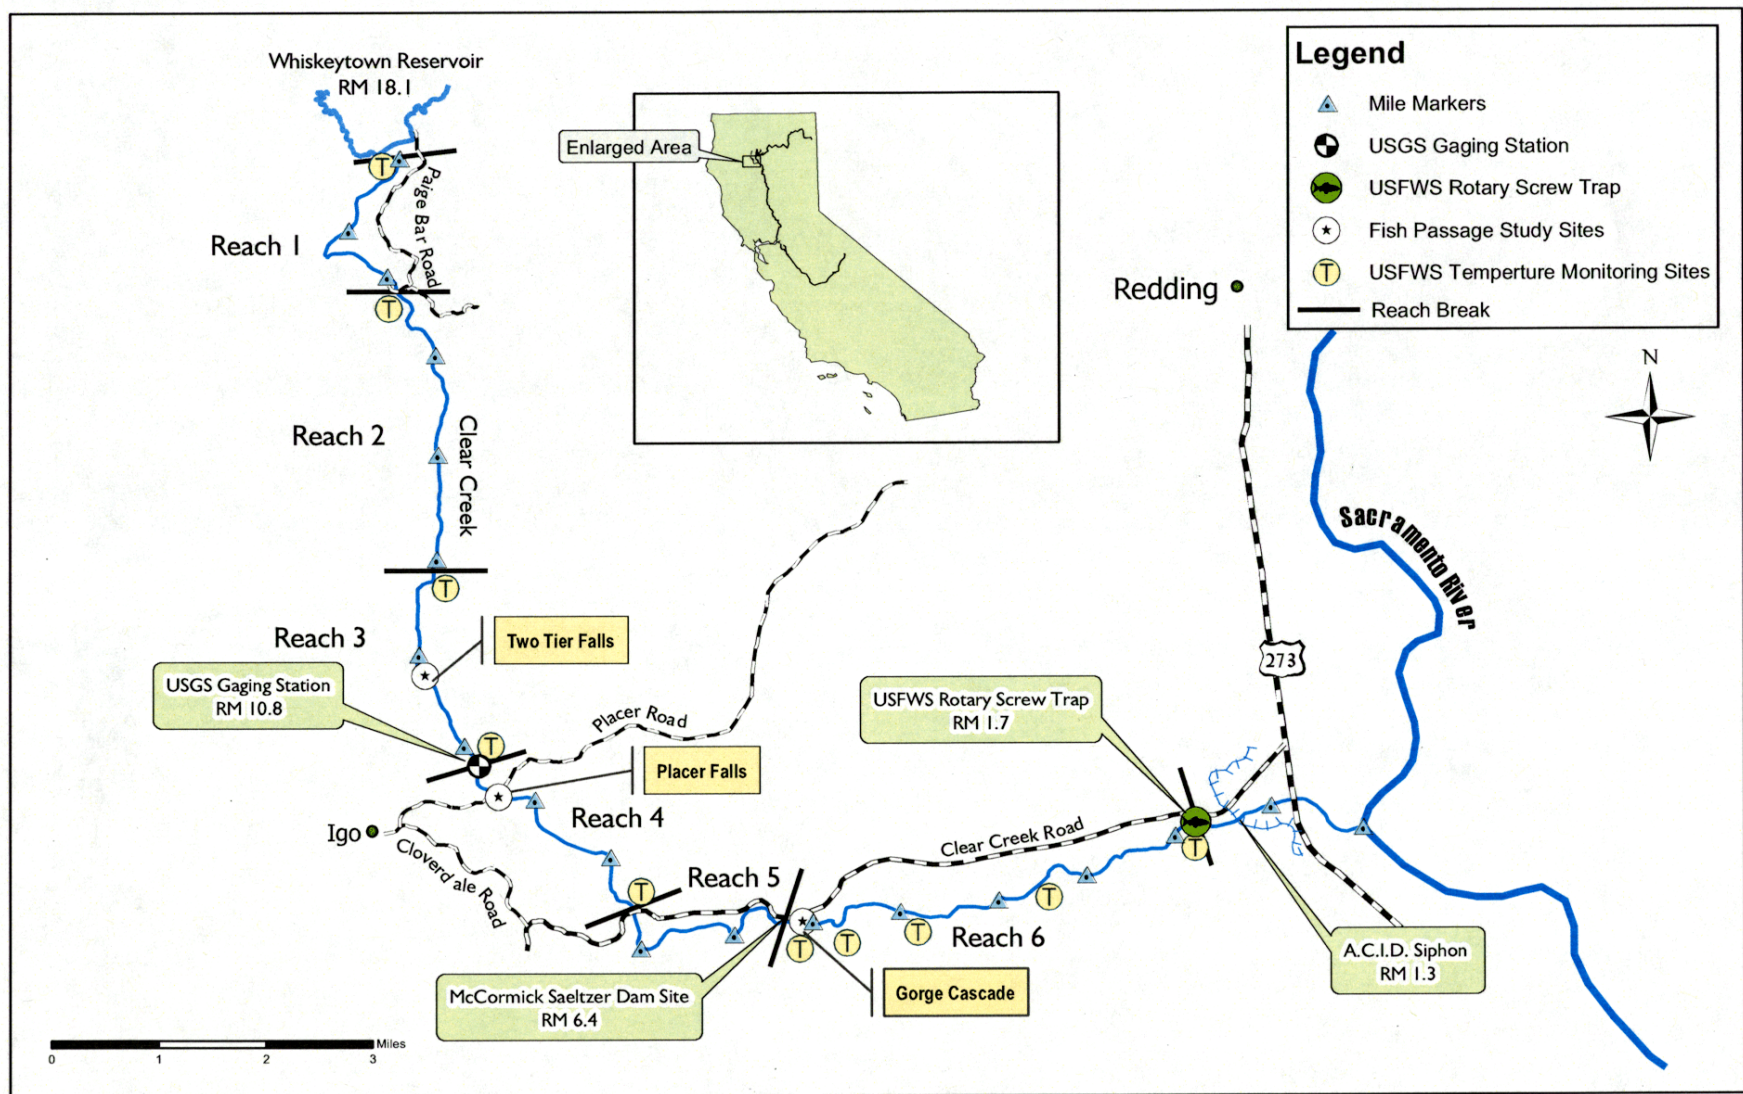 Whiskeytown Reservoir
RM 18.1
T
Paige Bar Road
Reach 1
T
Reach 2
Clear Creek
T
Reach 3
Two Tier Falls
USGS Gaging Station
RM 10.8
T
Placer Road
Placer Falls
Reach 4
Igo
Cloverdale Road
T
Reach 5
McCormick Saeltzer Dam Site
RM 6.4
T
T
T
T
Gorge Cascade
Reach 6
Clear Creek Road
USFWS Rotary Screw Trap
RM 1.7
T
A.C.I.D. Siphon
RM 1.3
273
Redding
Sacramento River
Enlarged Area
Legend
Mile Markers
USGS Gaging Station
USFWS Rotary Screw Trap
Fish Passage Study Sites
T
USFWS Temperture Monitoring Sites
Reach Break
N
Miles
0 1 2 3